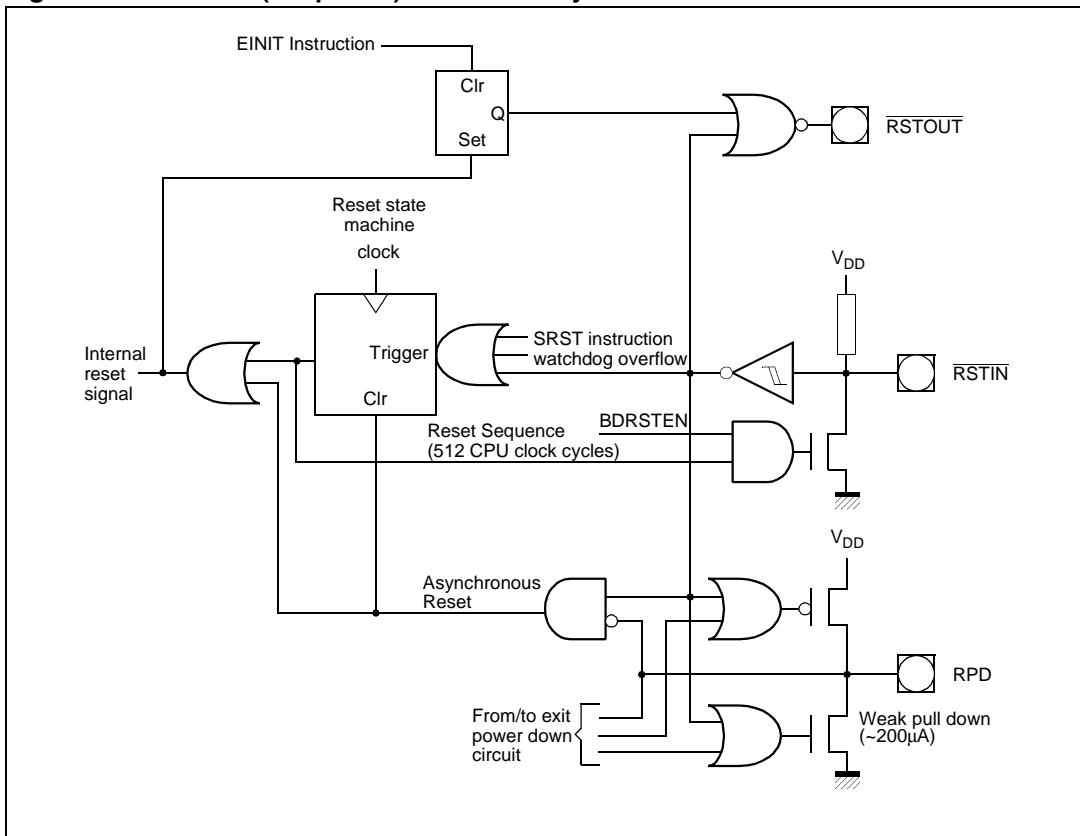 EINIT Instruction
Clr
Q
Set
RSTOUT
Reset state
machine
clock
VDD
Trigger
SRST instruction
watchdog overflow
Internal
reset
signal
RSTIN
Clr
BDRSTEN
Reset Sequence
(512 CPU clock cycles)
VDD
Asynchronous
Reset
RPD
From/to exit
power down
circuit
Weak pull down
(~200µA)